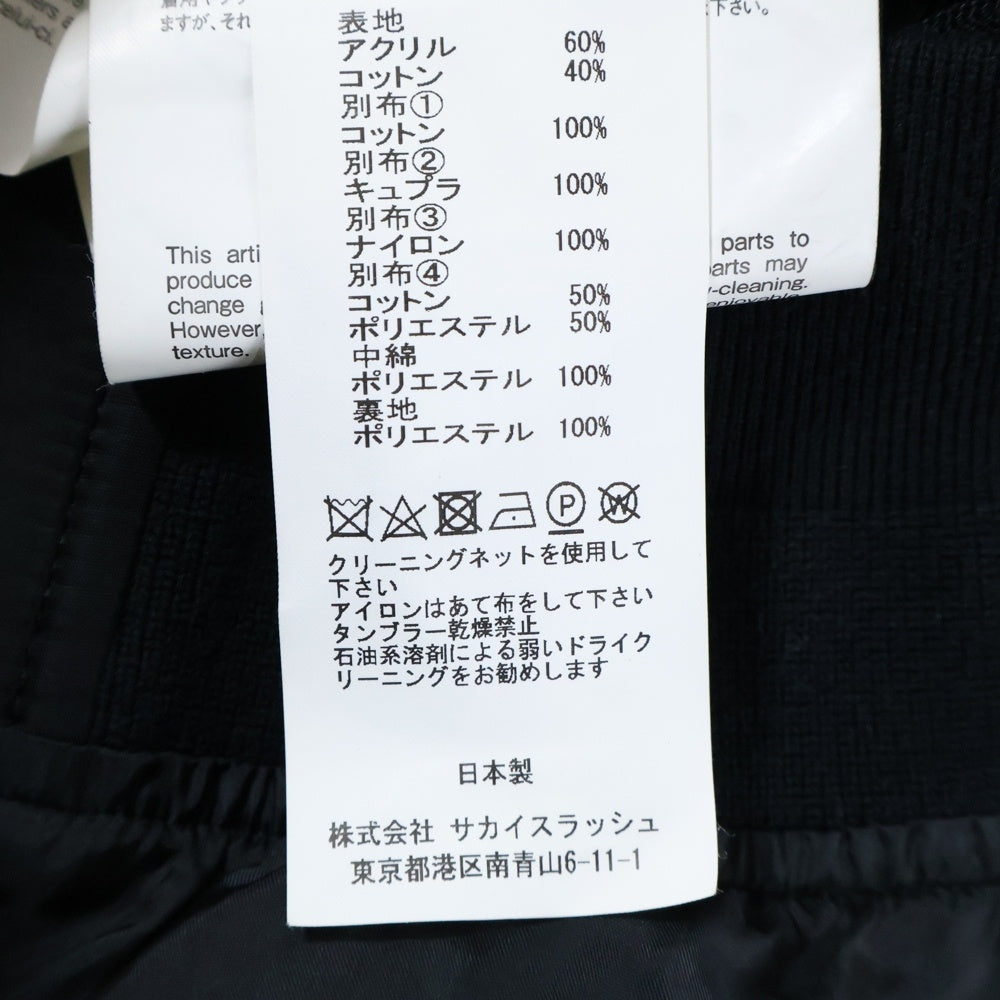 ますが、それ
下さい。
表地
アクリル 60%
コットン 40%
別布①
コットン 100%
別布②
キュプラ 100%
別布③
ナイロン 100%
別布④
コットン 50%
ポリエステル 50%
中綿
ポリエステル 100%
裏地
ポリエステル 100%
P
W
クリーニングネットを使用して
下さい
アイロンはあて布をして下さい
タンブラー乾燥禁止
石油系溶剤による弱いドライク
リーニングをお勧めします
日本製
株式会社 サカイスラッシュ
東京都港区南青山6-11-1
This arti
produce
change
However,
texture.
parts to
parts may
y-cleaning.
enjoyable